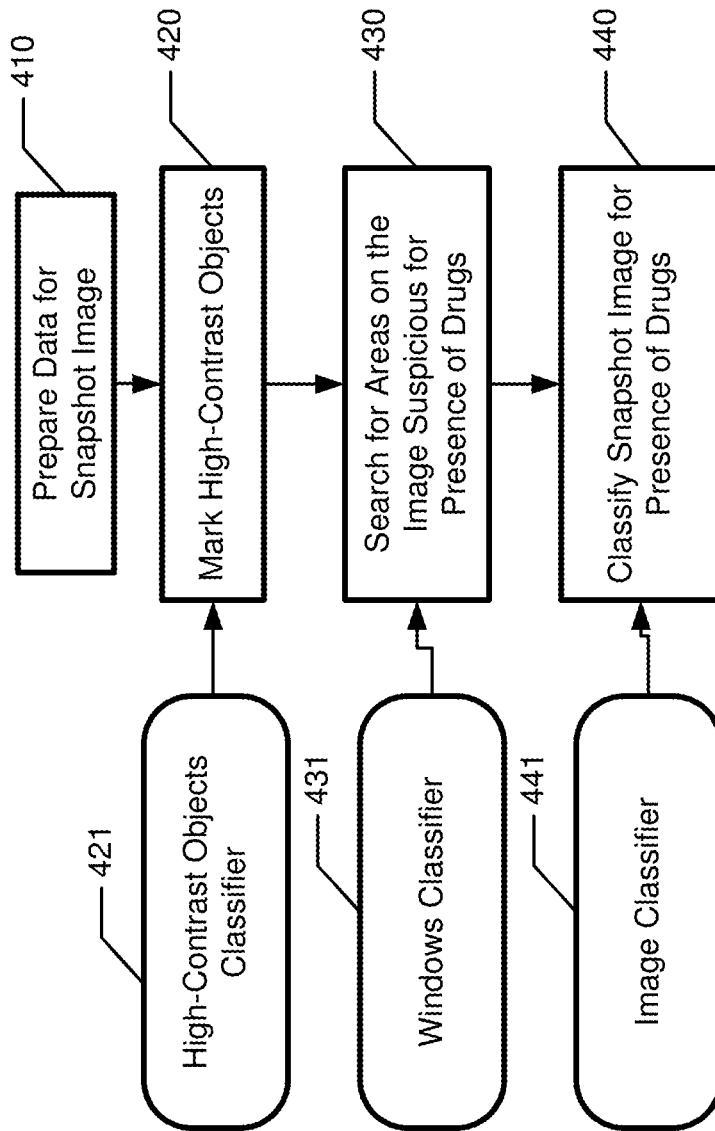 410
Prepare Data for
Snapshot Image
420
Mark High-Contrast Objects
421
High-Contrast Objects
Classifier
430
Search for Areas on the
Image Suspicious for
Presence of Drugs
431
Windows Classifier
440
Classify Snapshot Image for
Presence of Drugs
441
Image Classifier